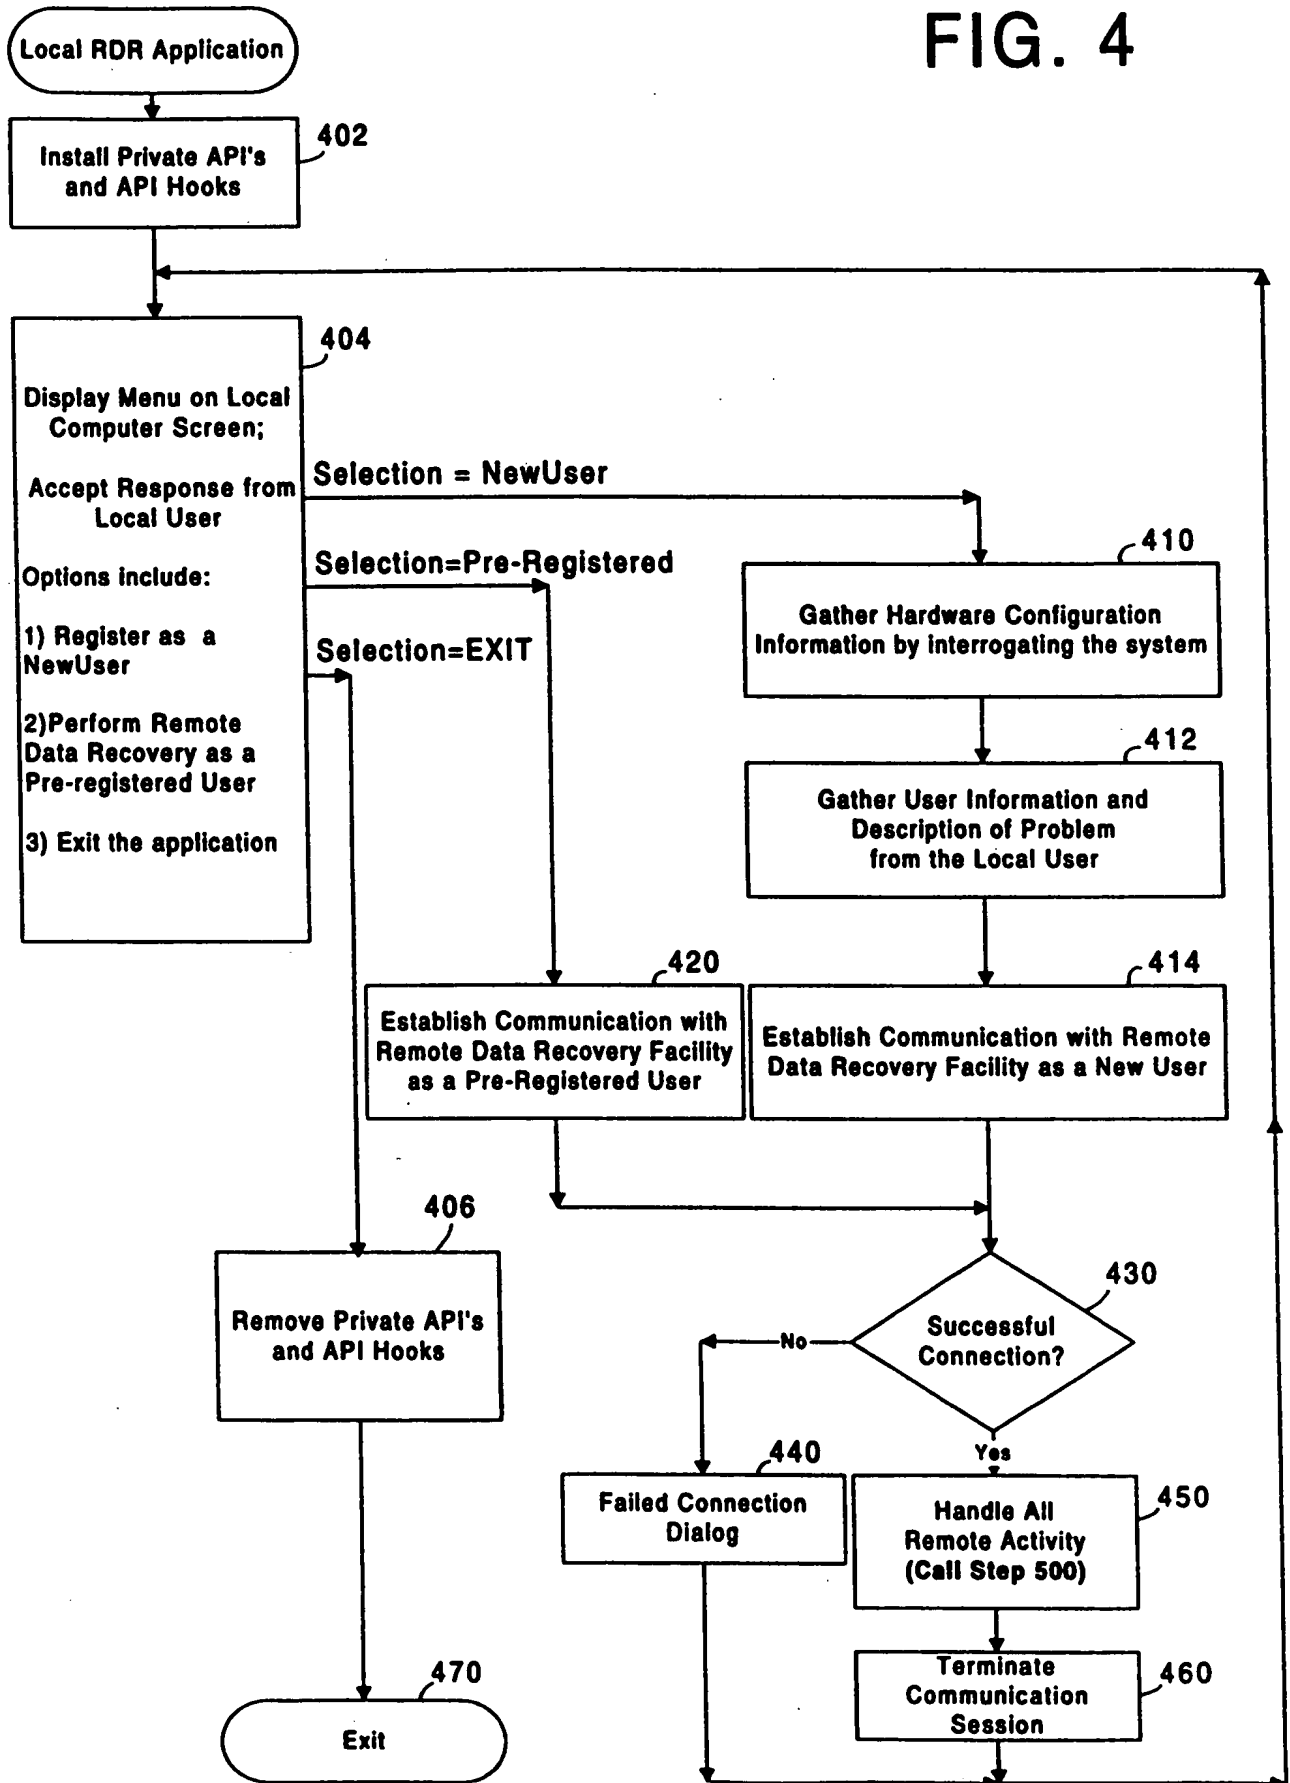 FIG. 4
Local RDR Application
402
Install Private API's
and API Hooks
404
Display Menu on Local
Computer Screen;
Accept Response from
Local User
Options include:
1) Register as a
NewUser
2)Perform Remote
Data Recovery as a
Pre-registered User
3) Exit the application
Selection = NewUser
Selection=Pre-Registered
Selection=EXIT
410
Gather Hardware Configuration
Information by interrogating the system
412
Gather User Information and
Description of Problem
from the Local User
420
Establish Communication with
Remote Data Recovery Facility
as a Pre-Registered User
414
Establish Communication with Remote
Data Recovery Facility as a New User
406
Remove Private API's
and API Hooks
430
Successful
Connection?
No
Yes
440
Failed Connection
Dialog
450
Handle All
Remote Activity
(Call Step 500)
460
Terminate
Communication
Session
470
Exit